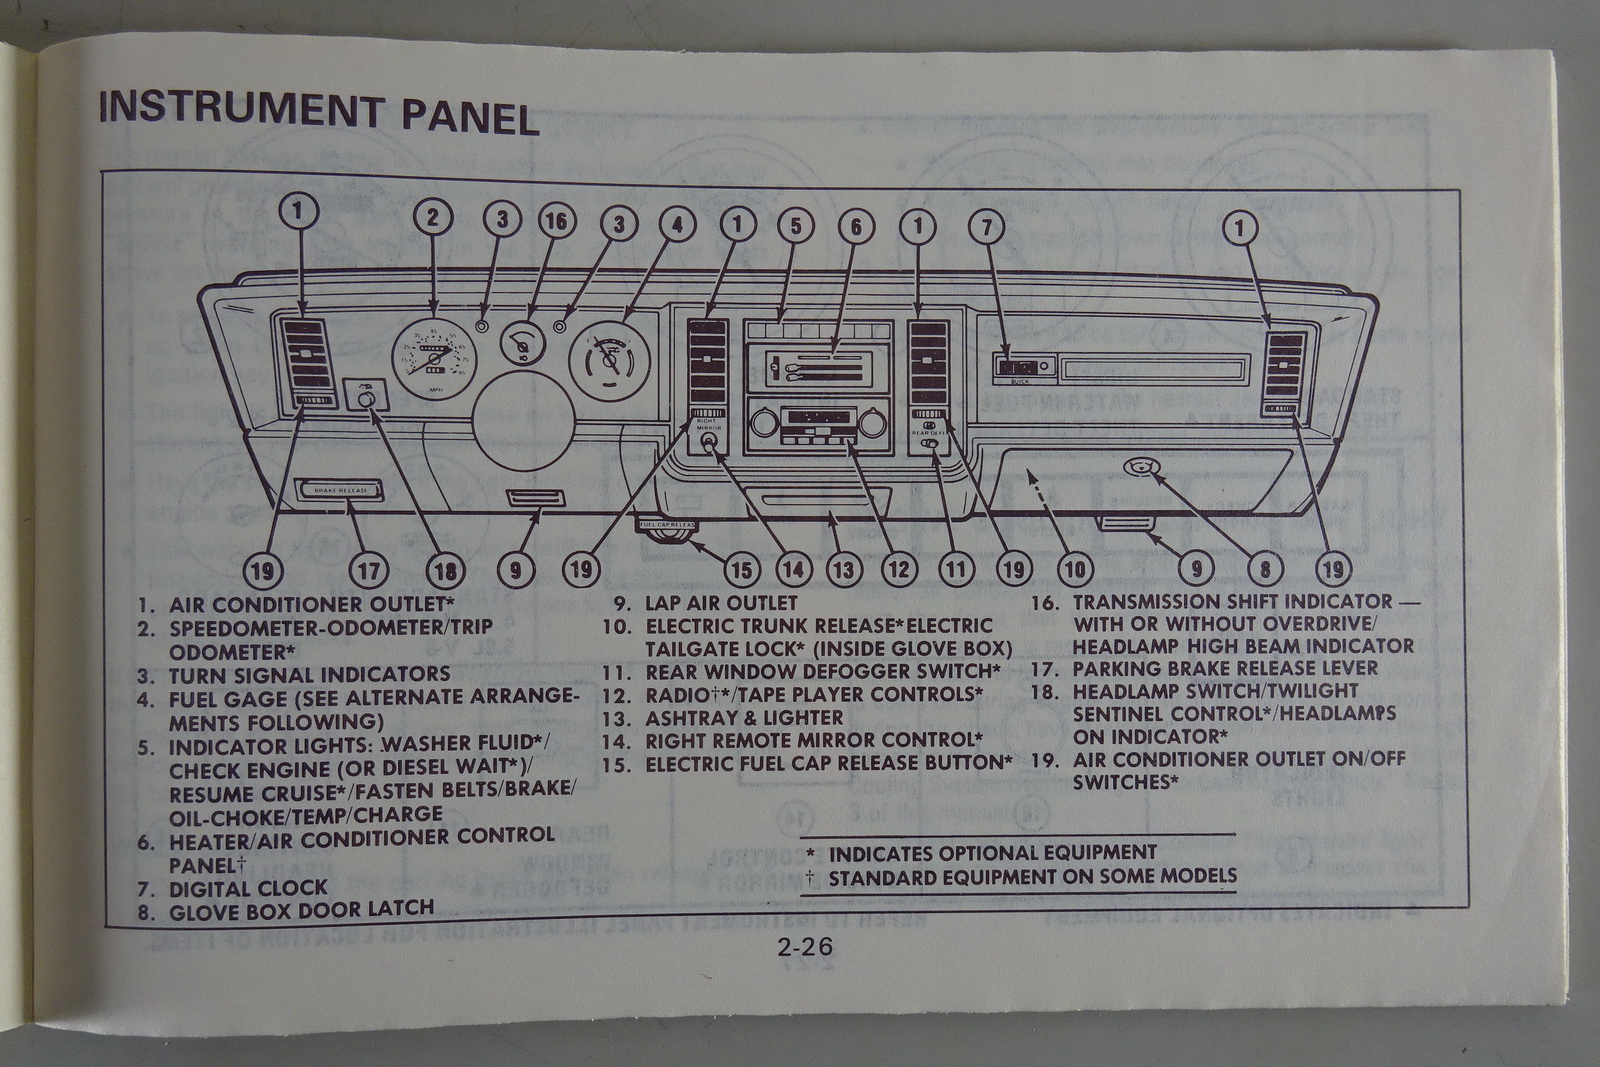 INSTRUMENT PANEL
1 2 3 16 3 4 1 5 6 1 7 1
MPH
BUICK
RIGHT
MIRROR
REAR DEF
BRAKE RELEASE
FUEL CAP RELEAS
19 17 18 9 19 15 14 13 12 11 19 10 9 8 19
1. AIR CONDITIONER OUTLET*
2. SPEEDOMETER-ODOMETER/TRIP
ODOMETER*
3. TURN SIGNAL INDICATORS
4. FUEL GAGE (SEE ALTERNATE ARRANGE-
MENTS FOLLOWING)
5. INDICATOR LIGHTS: WASHER FLUID*/
CHECK ENGINE (OR DIESEL WAIT*)/
RESUME CRUISE*/FASTEN BELTS/BRAKE/
OIL-CHOKE/TEMP/CHARGE
6. HEATER/AIR CONDITIONER CONTROL
PANEL†
7. DIGITAL CLOCK
8. GLOVE BOX DOOR LATCH
9. LAP AIR OUTLET
10. ELECTRIC TRUNK RELEASE*ELECTRIC
TAILGATE LOCK* (INSIDE GLOVE BOX)
11. REAR WINDOW DEFOGGER SWITCH*
12. RADIO†*/TAPE PLAYER CONTROLS*
13. ASHTRAY & LIGHTER
14. RIGHT REMOTE MIRROR CONTROL*
15. ELECTRIC FUEL CAP RELEASE BUTTON*
16. TRANSMISSION SHIFT INDICATOR —
WITH OR WITHOUT OVERDRIVE/
HEADLAMP HIGH BEAM INDICATOR
17. PARKING BRAKE RELEASE LEVER
18. HEADLAMP SWITCH/TWILIGHT
SENTINEL CONTROL*/HEADLAMPS
ON INDICATOR*
19. AIR CONDITIONER OUTLET ON/OFF
SWITCHES*
* INDICATES OPTIONAL EQUIPMENT
† STANDARD EQUIPMENT ON SOME MODELS
2-26